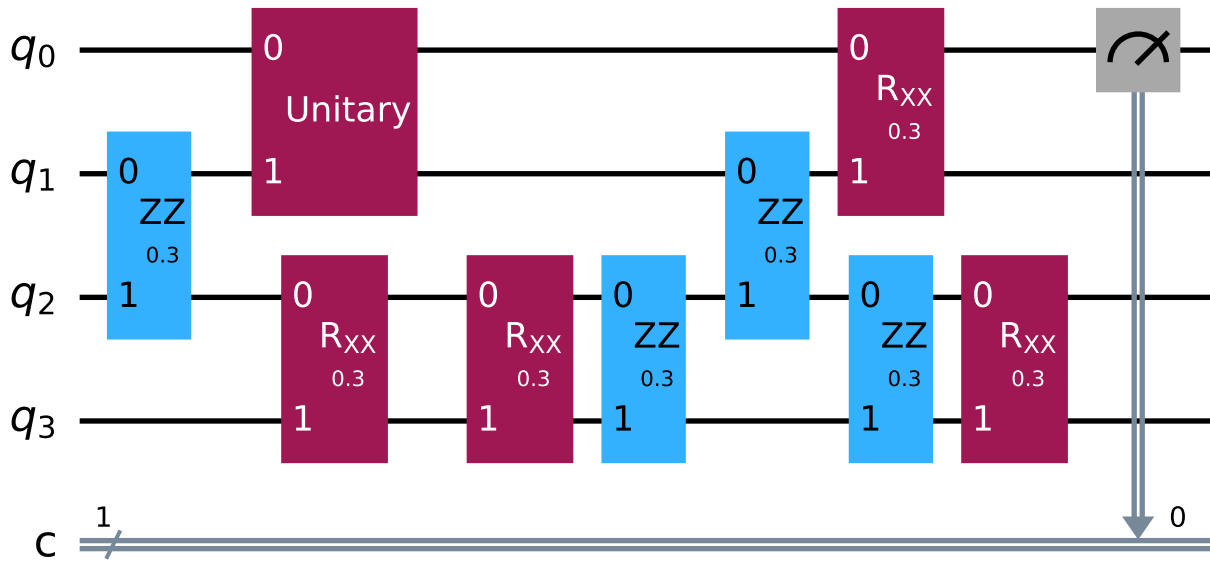 q0 0 0
Unitary RXX
0.3
q1 0 1 0 1
ZZ ZZ
0.3 0.3
q2 1 0 0 0 1 0 0
RXX RXX ZZ ZZ RXX
0.3 0.3 0.3 0.3 0.3
q3 1 1 1 1 1
1 0
c